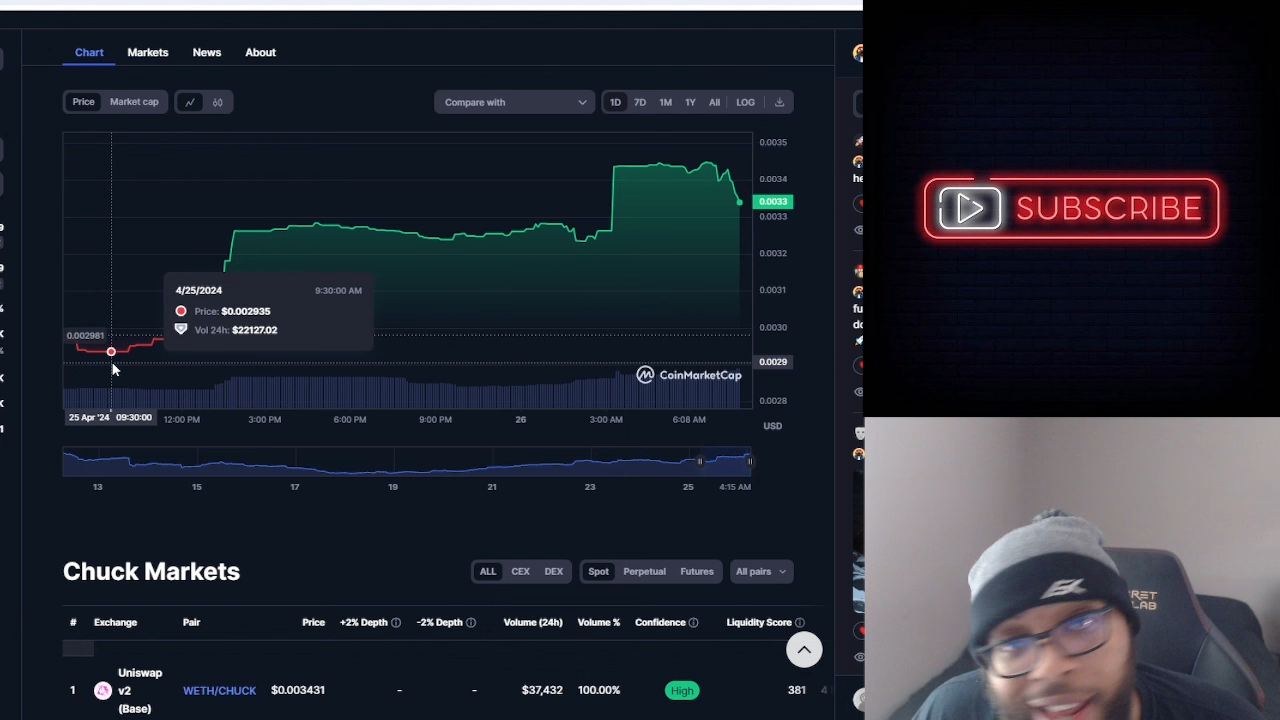 Chart Markets News About
Price Market cap
Compare with 1D 7D 1M 1Y All LOG
0.0035
0.0034
0.0033
0.0033
0.0032
0.0031
0.0030
0.0029
0.0028
0.002981
4/25/2024 9:30:00 AM
Price: $0.002935
Vol 24h: $22127.02
CoinMarketCap
25 Apr '24 09:30:00 12:00 PM 3:00 PM 6:00 PM 9:00 PM 26 3:00 AM 6:08 AM
USD
13 15 17 19 21 23 25 4:15 AM
Chuck Markets
ALL CEX DEX Spot Perpetual Futures All pairs
# Exchange Pair Price +2% Depth -2% Depth Volume (24h) Volume % Confidence Liquidity Score
1 Uniswap v2 (Base) WETH/CHUCK $0.003431 - - $37,432 100.00% High 381
SUBSCRIBE